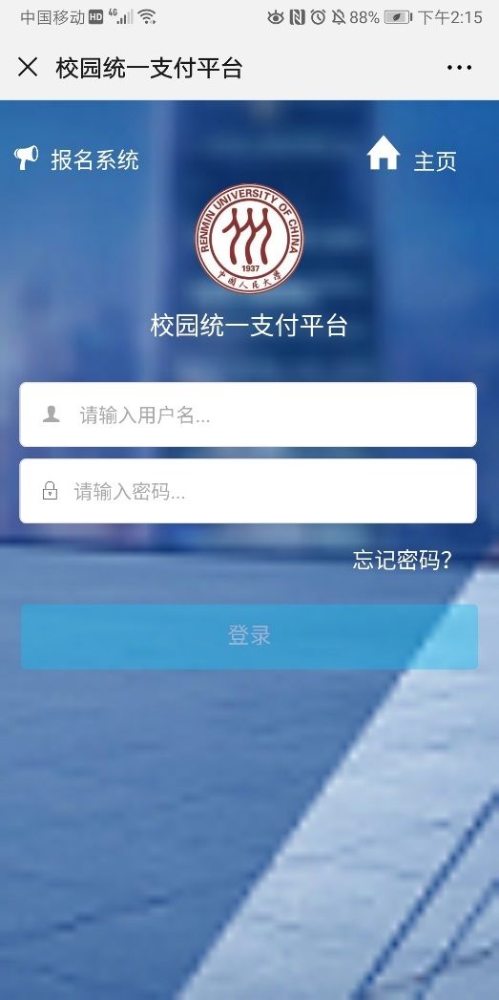 中国移动 HD 4G 88% 下午2:15
校园统一支付平台
报名系统 主页
RENMIN UNIVERSITY OF CHINA
1937
中国人民大学
校园统一支付平台
请输入用户名...
请输入密码...
忘记密码?
登录